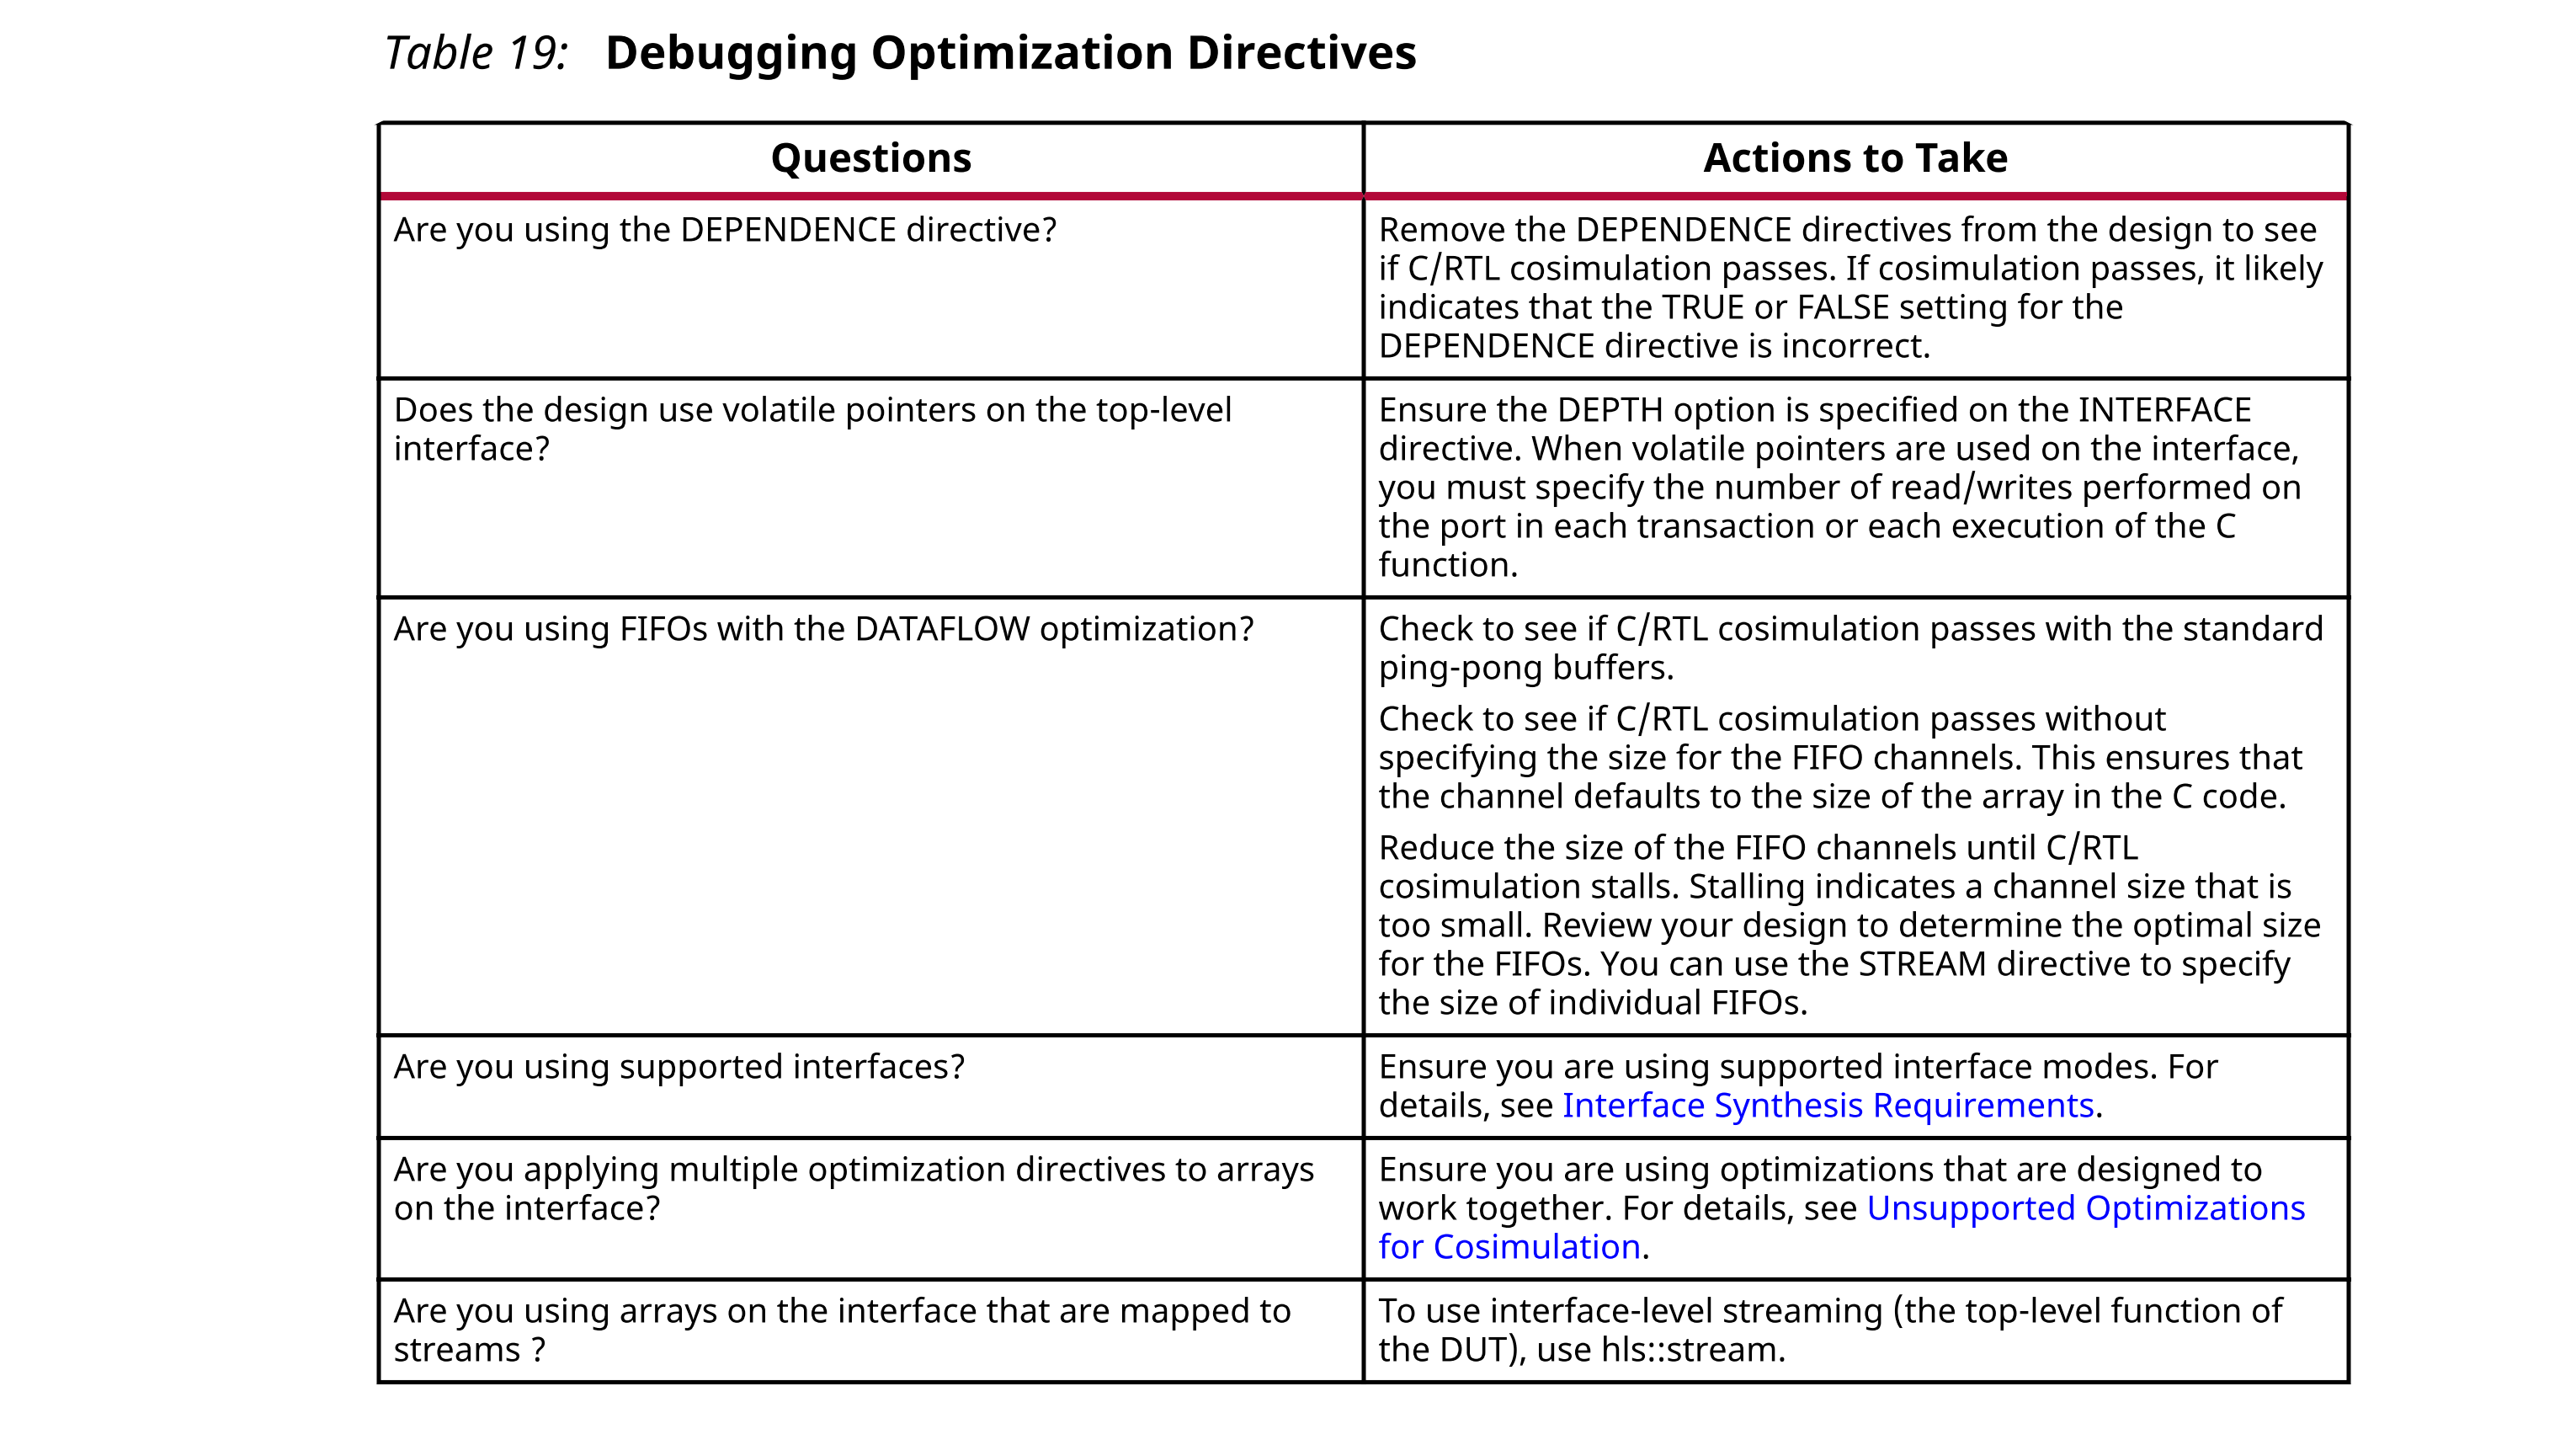 Table 19: Debugging Optimization Directives
Questions
Actions to Take
Are you using the DEPENDENCE directive?
Remove the DEPENDENCE directives from the design to see
if C/RTL cosimulation passes. If cosimulation passes, it likely
indicates that the TRUE or FALSE setting for the
DEPENDENCE directive is incorrect.
Does the design use volatile pointers on the top-level
interface?
Ensure the DEPTH option is specified on the INTERFACE
directive. When volatile pointers are used on the interface,
you must specify the number of read/writes performed on
the port in each transaction or each execution of the C
function.
Are you using FIFOs with the DATAFLOW optimization?
Check to see if C/RTL cosimulation passes with the standard
ping-pong buffers.
Check to see if C/RTL cosimulation passes without
specifying the size for the FIFO channels. This ensures that
the channel defaults to the size of the array in the C code.
Reduce the size of the FIFO channels until C/RTL
cosimulation stalls. Stalling indicates a channel size that is
too small. Review your design to determine the optimal size
for the FIFOs. You can use the STREAM directive to specify
the size of individual FIFOs.
Are you using supported interfaces?
Ensure you are using supported interface modes. For
details, see Interface Synthesis Requirements.
Are you applying multiple optimization directives to arrays
on the interface?
Ensure you are using optimizations that are designed to
work together. For details, see Unsupported Optimizations
for Cosimulation.
Are you using arrays on the interface that are mapped to
streams ?
To use interface-level streaming (the top-level function of
the DUT), use hls::stream.